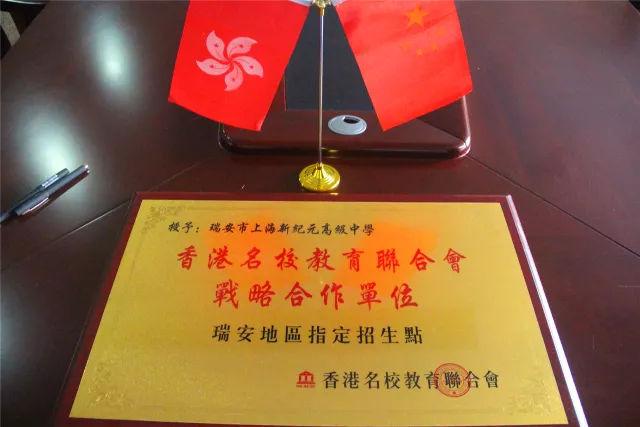 授予：瑞安市上海新紀元高級中學
香港名校教育聯合會
戰略合作單位
瑞安地區指定招生點
香港名校教育聯合會